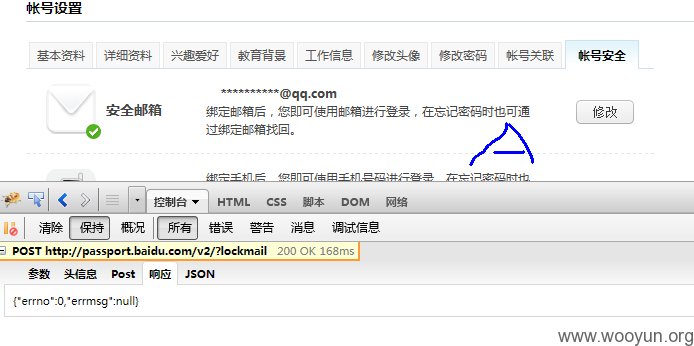 帐号设置
基本资料 详细资料 兴趣爱好 教育背景 工作信息 修改头像 修改密码 帐号关联 帐号安全
**********@qq.com
安全邮箱 绑定邮箱后，您即可使用邮箱进行登录，在忘记密码时也可通 修改
过绑定邮箱找回。
绑定手机后，您即可使用手机号码进行登录，在忘记密码时也
控制台 HTML CSS 脚本 DOM 网络
清除 保持 概况 所有 错误 警告 消息 调试信息
POST http://passport.baidu.com/v2/?lockmail 200 OK 168ms
参数 头信息 Post 响应 JSON
{"errno":0,"errmsg":null}
www.wooyun.org